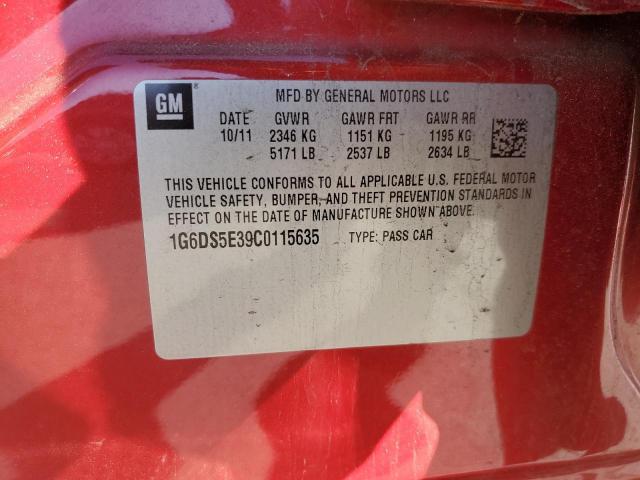 GM
MFD BY GENERAL MOTORS LLC
DATE GVWR GAWR FRT GAWR RR
10/11 2346 KG 1151 KG 1195 KG
5171 LB 2537 LB 2634 LB
THIS VEHICLE CONFORMS TO ALL APPLICABLE U.S. FEDERAL MOTOR
VEHICLE SAFETY, BUMPER, AND THEFT PREVENTION STANDARDS IN
EFFECT ON THE DATE OF MANUFACTURE SHOWN ABOVE.
1G6DS5E39C0115635 TYPE: PASS CAR